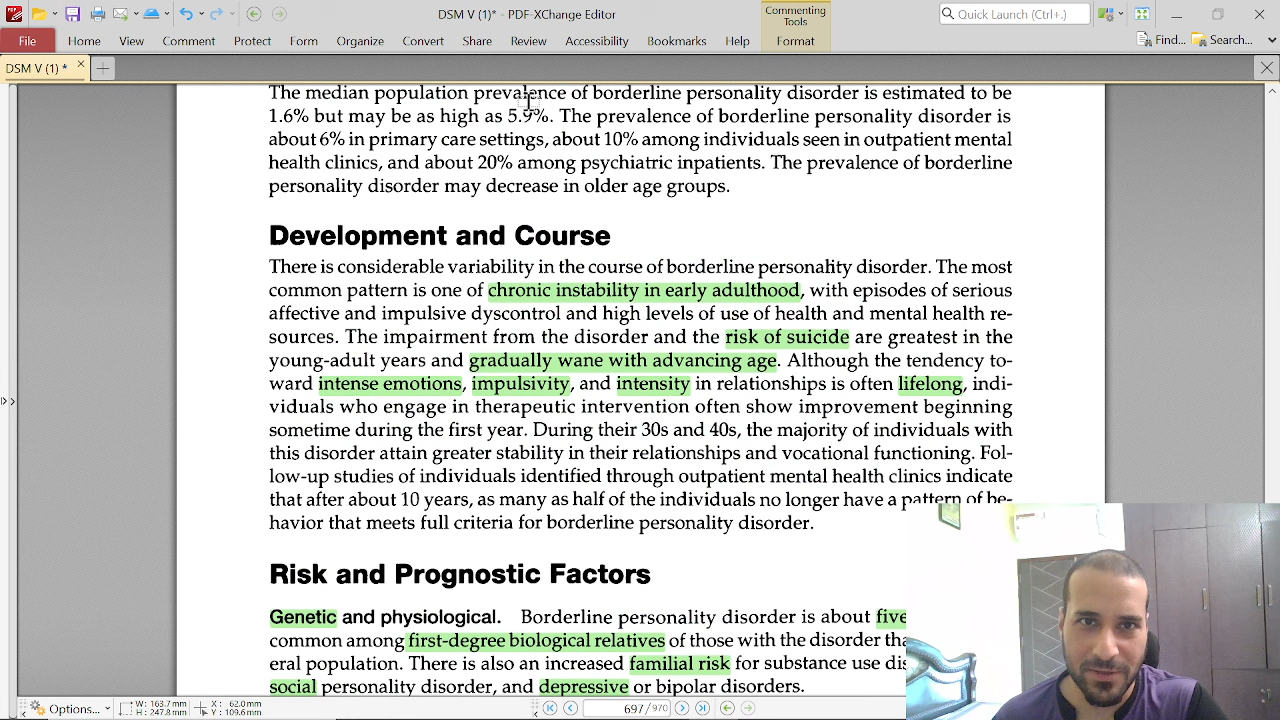 DSM V (1)* - PDF-XChange Editor
Commenting
Tools
Quick Launch (Ctrl+.)
File
Home
View
Comment
Protect
Form
Organize
Convert
Share
Review
Accessibility
Bookmarks
Help
Format
Find...
Search...
DSM V (1) *
The median population prevalence of borderline personality disorder is estimated to be
1.6% but may be as high as 5.9%. The prevalence of borderline personality disorder is
about 6% in primary care settings, about 10% among individuals seen in outpatient mental
health clinics, and about 20% among psychiatric inpatients. The prevalence of borderline
personality disorder may decrease in older age groups.
Development and Course
There is considerable variability in the course of borderline personality disorder. The most
common pattern is one of chronic instability in early adulthood, with episodes of serious
affective and impulsive dyscontrol and high levels of use of health and mental health re-
sources. The impairment from the disorder and the risk of suicide are greatest in the
young-adult years and gradually wane with advancing age. Although the tendency to-
ward intense emotions, impulsivity, and intensity in relationships is often lifelong, indi-
viduals who engage in therapeutic intervention often show improvement beginning
sometime during the first year. During their 30s and 40s, the majority of individuals with
this disorder attain greater stability in their relationships and vocational functioning. Fol-
low-up studies of individuals identified through outpatient mental health clinics indicate
that after about 10 years, as many as half of the individuals no longer have a pattern of be-
havior that meets full criteria for borderline personality disorder.
Risk and Prognostic Factors
Genetic and physiological. Borderline personality disorder is about five
common among first-degree biological relatives of those with the disorder
eral population. There is also an increased familial risk for substance use
social personality disorder, and depressive or bipolar disorders.
Options...
W: 163.7 mm
H: 247.8 mm
X: 62.0 mm
Y: 109.6 mm
697 / 970